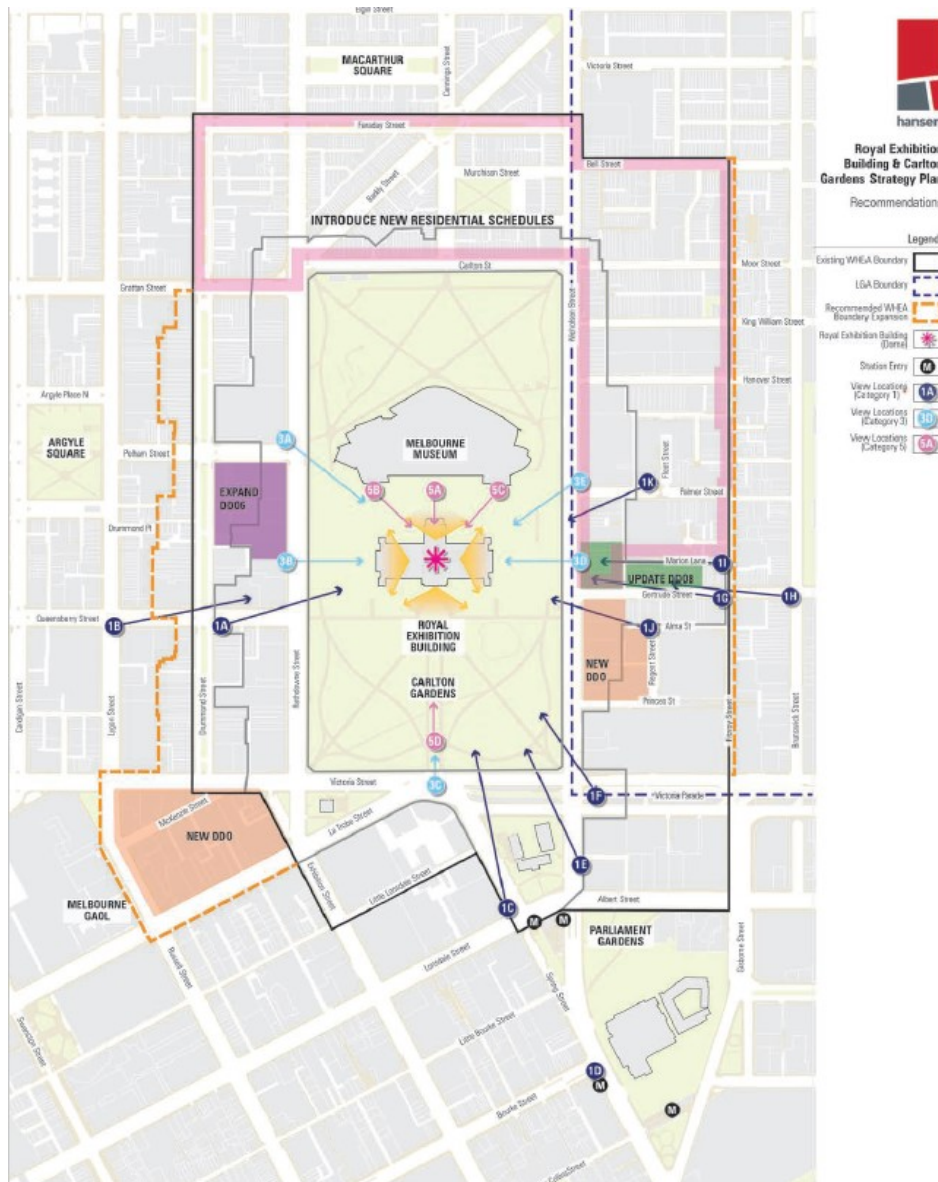 Elgin Street
MACARTHUR
SQUARE
Canning Street
Victoria Street
hansen
Faraday Street
Royal Exhibition
Building & Carlton
Gardens Strategy Plan
Recommendations
Bell Street
Barkly Street
Murchison Street
INTRODUCE NEW RESIDENTIAL SCHEDULES
Legend
Existing WHEA Boundary
LGA Boundary
Recommended WHEA
Boundary Expansion
Royal Exhibition Building
(Dome)
Station Entry
M
View Locations
(Category 1)
1A
View Locations
(Category 3)
3D
View Locations
(Category 5)
5A
Carlton St
Moor Street
Grattan Street
Nicholson Street
King William Street
Hanover Street
Argyle Place N
ARGYLE
SQUARE
Pelham Street
3A
MELBOURNE
MUSEUM
Fleet Street
EXPAND
DDO6
5B
5A
5C
3E
1K
Palmer Street
Drummond Pl
3B
3D
Marion Lane
1I
UPDATE DDO8
Gertrude Street
1G
1H
Queensberry Street
1B
1A
ROYAL
EXHIBITION
BUILDING
1J
Alma St
CARLTON
GARDENS
NEW
DDO
Regent Street
Princes St
Cardigan Street
Lygon Street
Drummond Street
Rathdowne Street
Fitzroy Street
Brunswick Street
5D
3C
Victoria Street
1F
Victoria Parade
McKenzie Street
NEW DDO
La Trobe Street
Exhibition Street
Little Lonsdale Street
1E
MELBOURNE
GAOL
1C
Albert Street
M
M
PARLIAMENT
GARDENS
Russell Street
Lonsdale Street
Spring Street
Gisborne Street
Swanston Street
Little Bourke Street
1D
M
Bourke Street
M
Collins Street